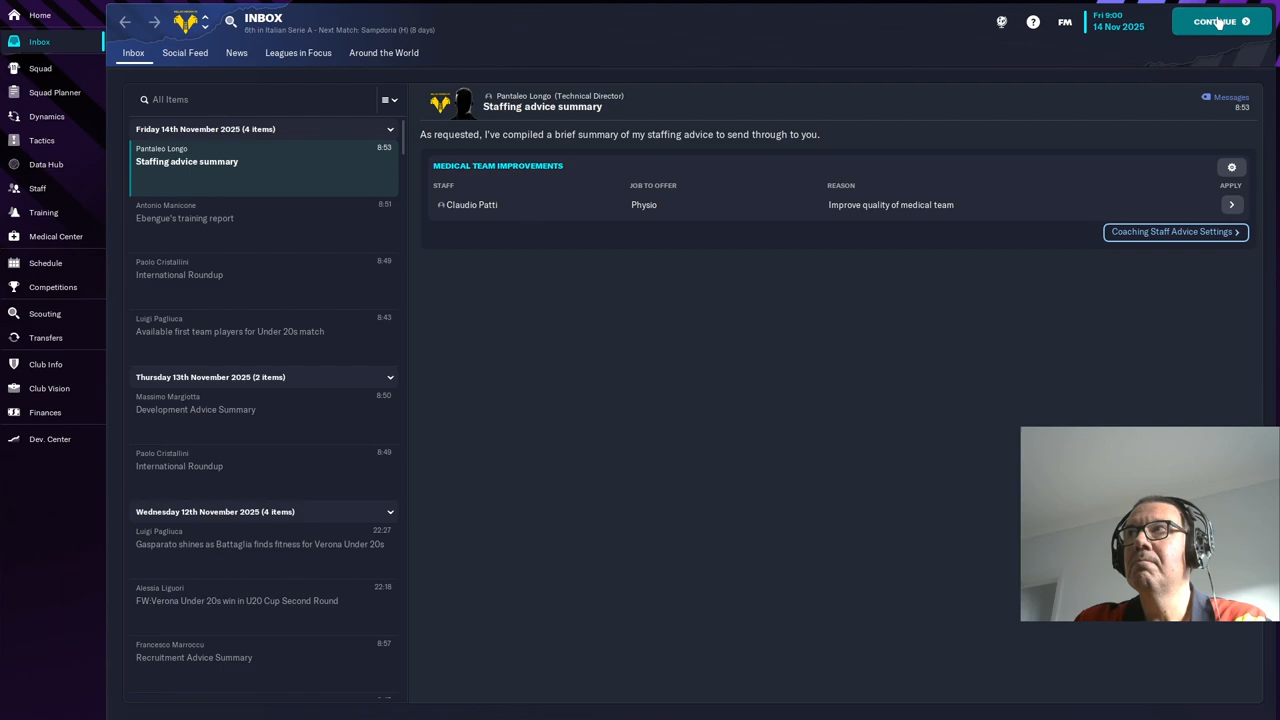 Home
INBOX
6th in Italian Serie A - Next Match: Sampdoria (H) (8 days)
FM
Fri 9:00
14 Nov 2025
CONTINUE
Inbox
Squad
Squad Planner
Dynamics
Tactics
Data Hub
Staff
Training
Medical Center
Schedule
Competitions
Scouting
Transfers
Club Info
Club Vision
Finances
Dev. Center
Inbox
Social Feed
News
Leagues in Focus
Around the World
All Items
Friday 14th November 2025 (4 items)
Pantaleo Longo
8:53
Staffing advice summary
Antonio Manicone
8:51
Ebengue's training report
Paolo Cristallini
8:49
International Roundup
Luigi Pagliuca
8:43
Available first team players for Under 20s match
Thursday 13th November 2025 (2 items)
Massimo Margiotta
8:50
Development Advice Summary
Paolo Cristallini
8:49
International Roundup
Wednesday 12th November 2025 (4 items)
Luigi Pagliuca
22:27
Gasparato shines as Battaglia finds fitness for Verona Under 20s
Alessia Liguori
22:18
FW:Verona Under 20s win in U20 Cup Second Round
Francesco Marroccu
8:57
Recruitment Advice Summary
Pantaleo Longo (Technical Director)
Staffing advice summary
Messages
8:53
As requested, I've compiled a brief summary of my staffing advice to send through to you.
MEDICAL TEAM IMPROVEMENTS
STAFF
JOB TO OFFER
REASON
APPLY
Claudio Patti
Physio
Improve quality of medical team
Coaching Staff Advice Settings